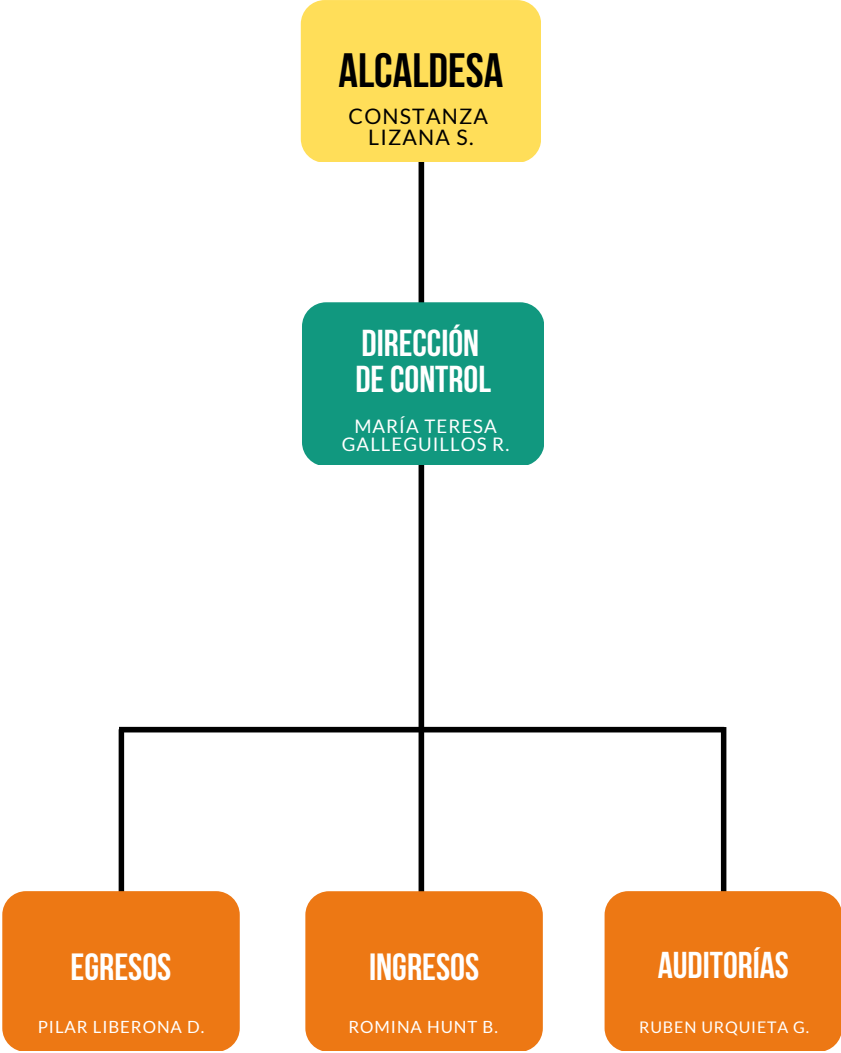 ALCALDESA
CONSTANZA
LIZANA S.
DIRECCIÓN
DE CONTROL
MARÍA TERESA
GALLEGUILLOS R.
EGRESOS
PILAR LIBERONA D.
INGRESOS
ROMINA HUNT B.
AUDITORÍAS
RUBEN URQUIETA G.